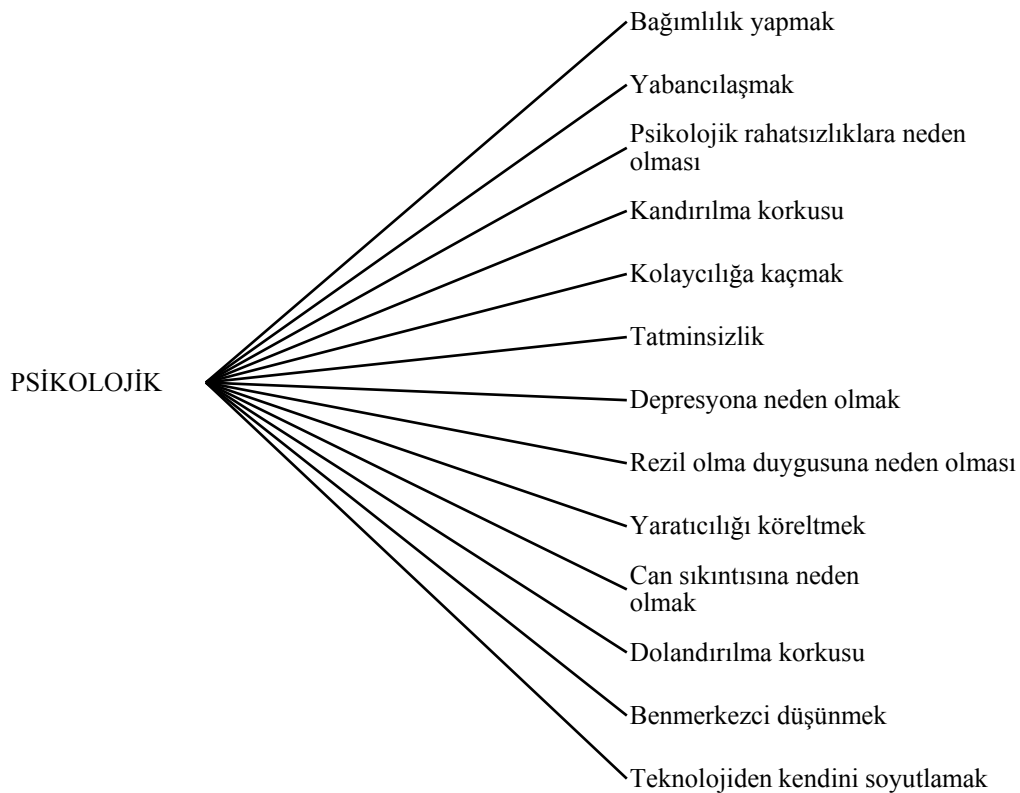 Bağımlılık yapmak
Yabancılaşmak
Psikolojik rahatsızlıklara neden
olması
Kandırılma korkusu
Kolaycılığa kaçmak
Tatminsizlik
PSİKOLOJİK
Depresyona neden olmak
Rezil olma duygusuna neden olması
Yaratıcılığı köreltmek
Can sıkıntısına neden
olmak
Dolandırılma korkusu
Benmerkezci düşünmek
Teknolojiden kendini soyutlamak